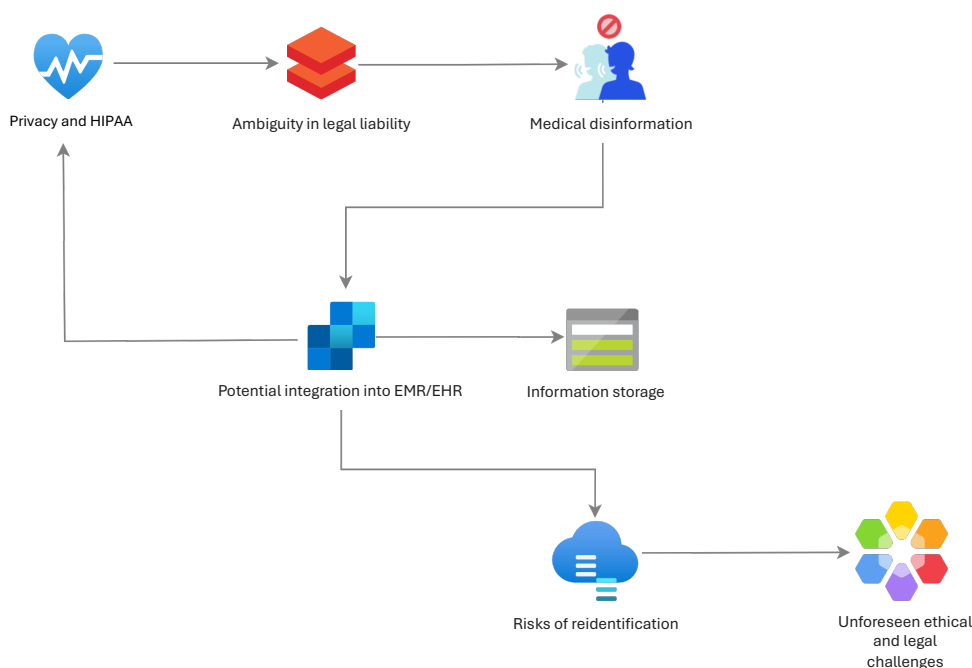 Privacy and HIPAA
Ambiguity in legal liability
Medical disinformation
Potential integration into EMR/EHR
Information storage
Risks of reidentification
Unforeseen ethical
and legal
challenges